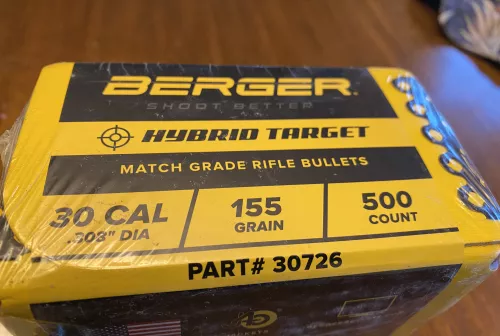 BERGER
SHOOT BETTER
HYBRID TARGET
MATCH GRADE RIFLE BULLETS
30 CAL
.308" DIA
155
GRAIN
500
COUNT
PART# 30726